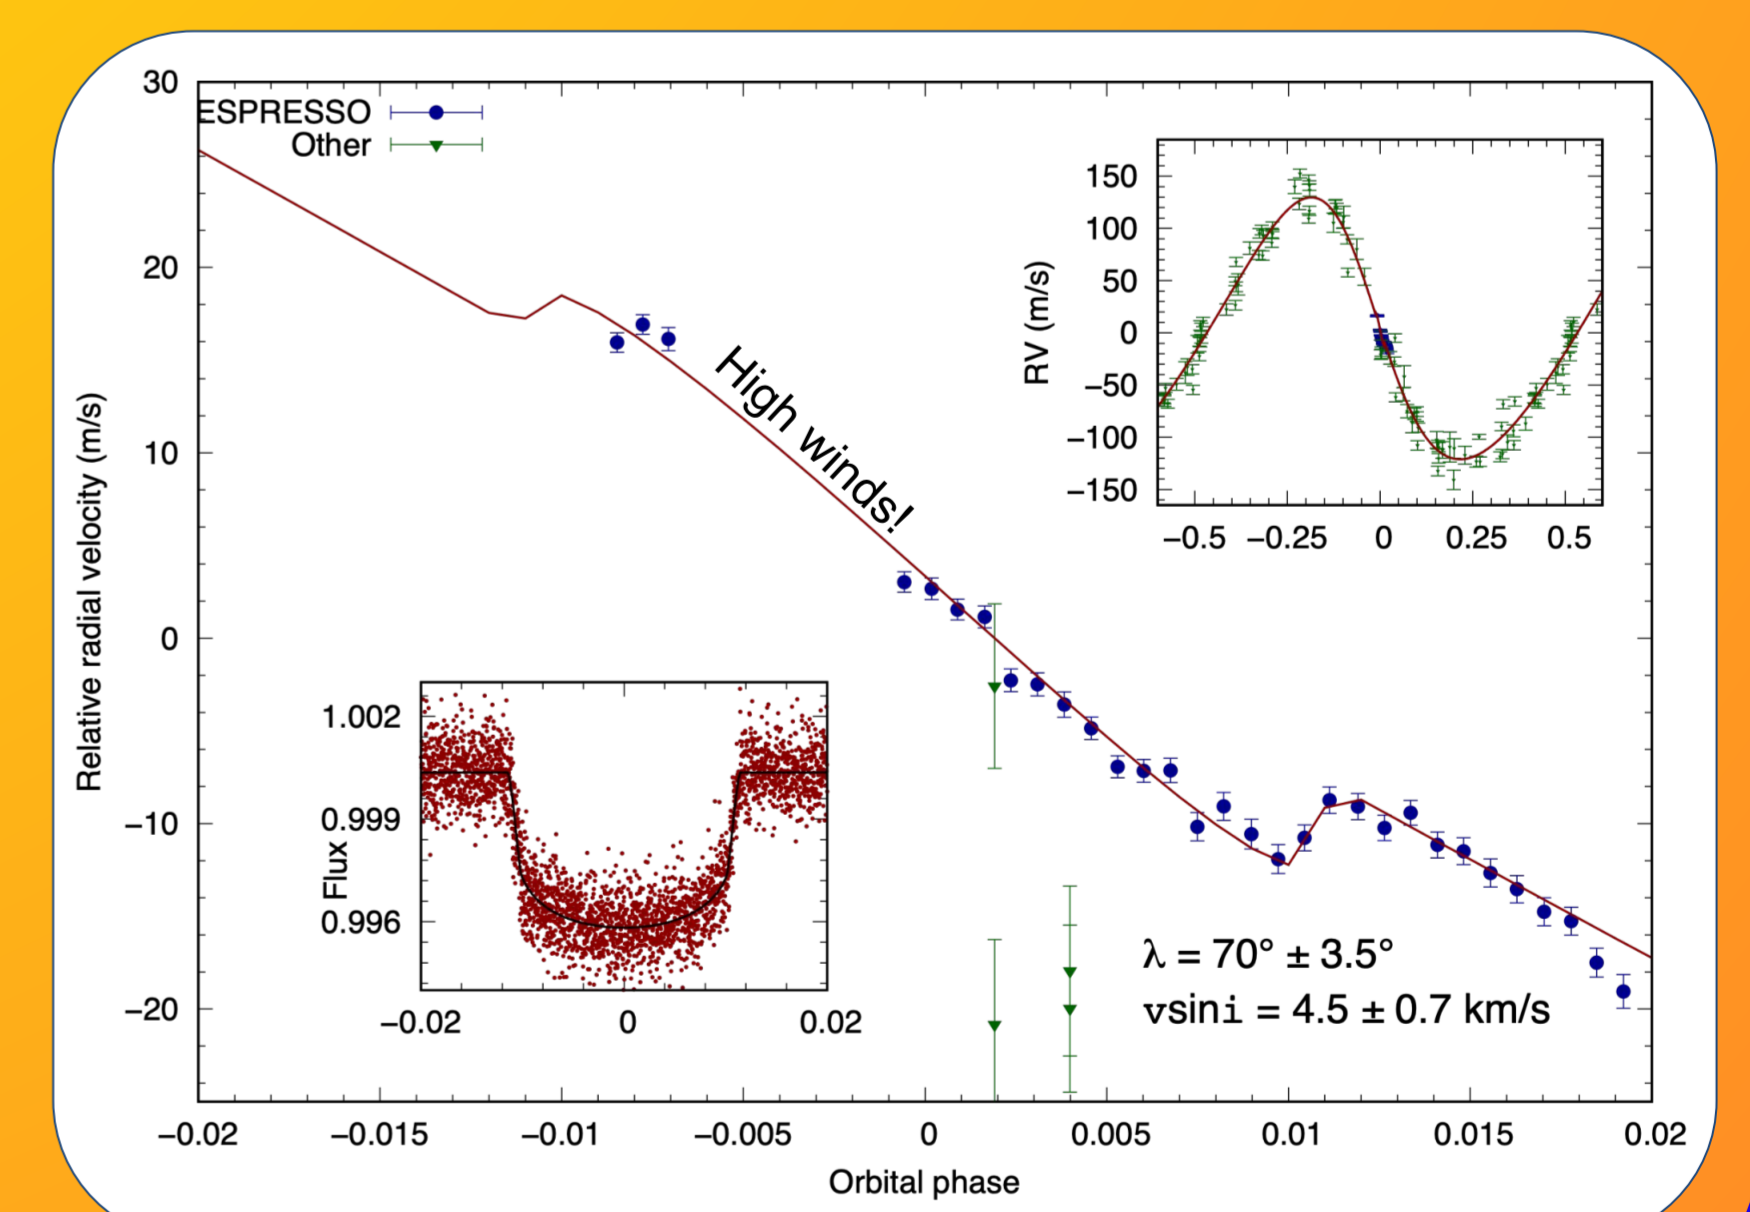 30
ESPRESSO
Other
20
10
0
−10
−20
Relative radial velocity (m/s)
High winds!
150
100
50
0
−50
−100
−150
RV (m/s)
−0.5 −0.25 0 0.25 0.5
1.002
0.999
0.996
Flux
−0.02 0 0.02
λ = 70° ± 3.5°
vsini = 4.5 ± 0.7 km/s
−0.02 −0.015 −0.01 −0.005 0 0.005 0.01 0.015 0.02
Orbital phase